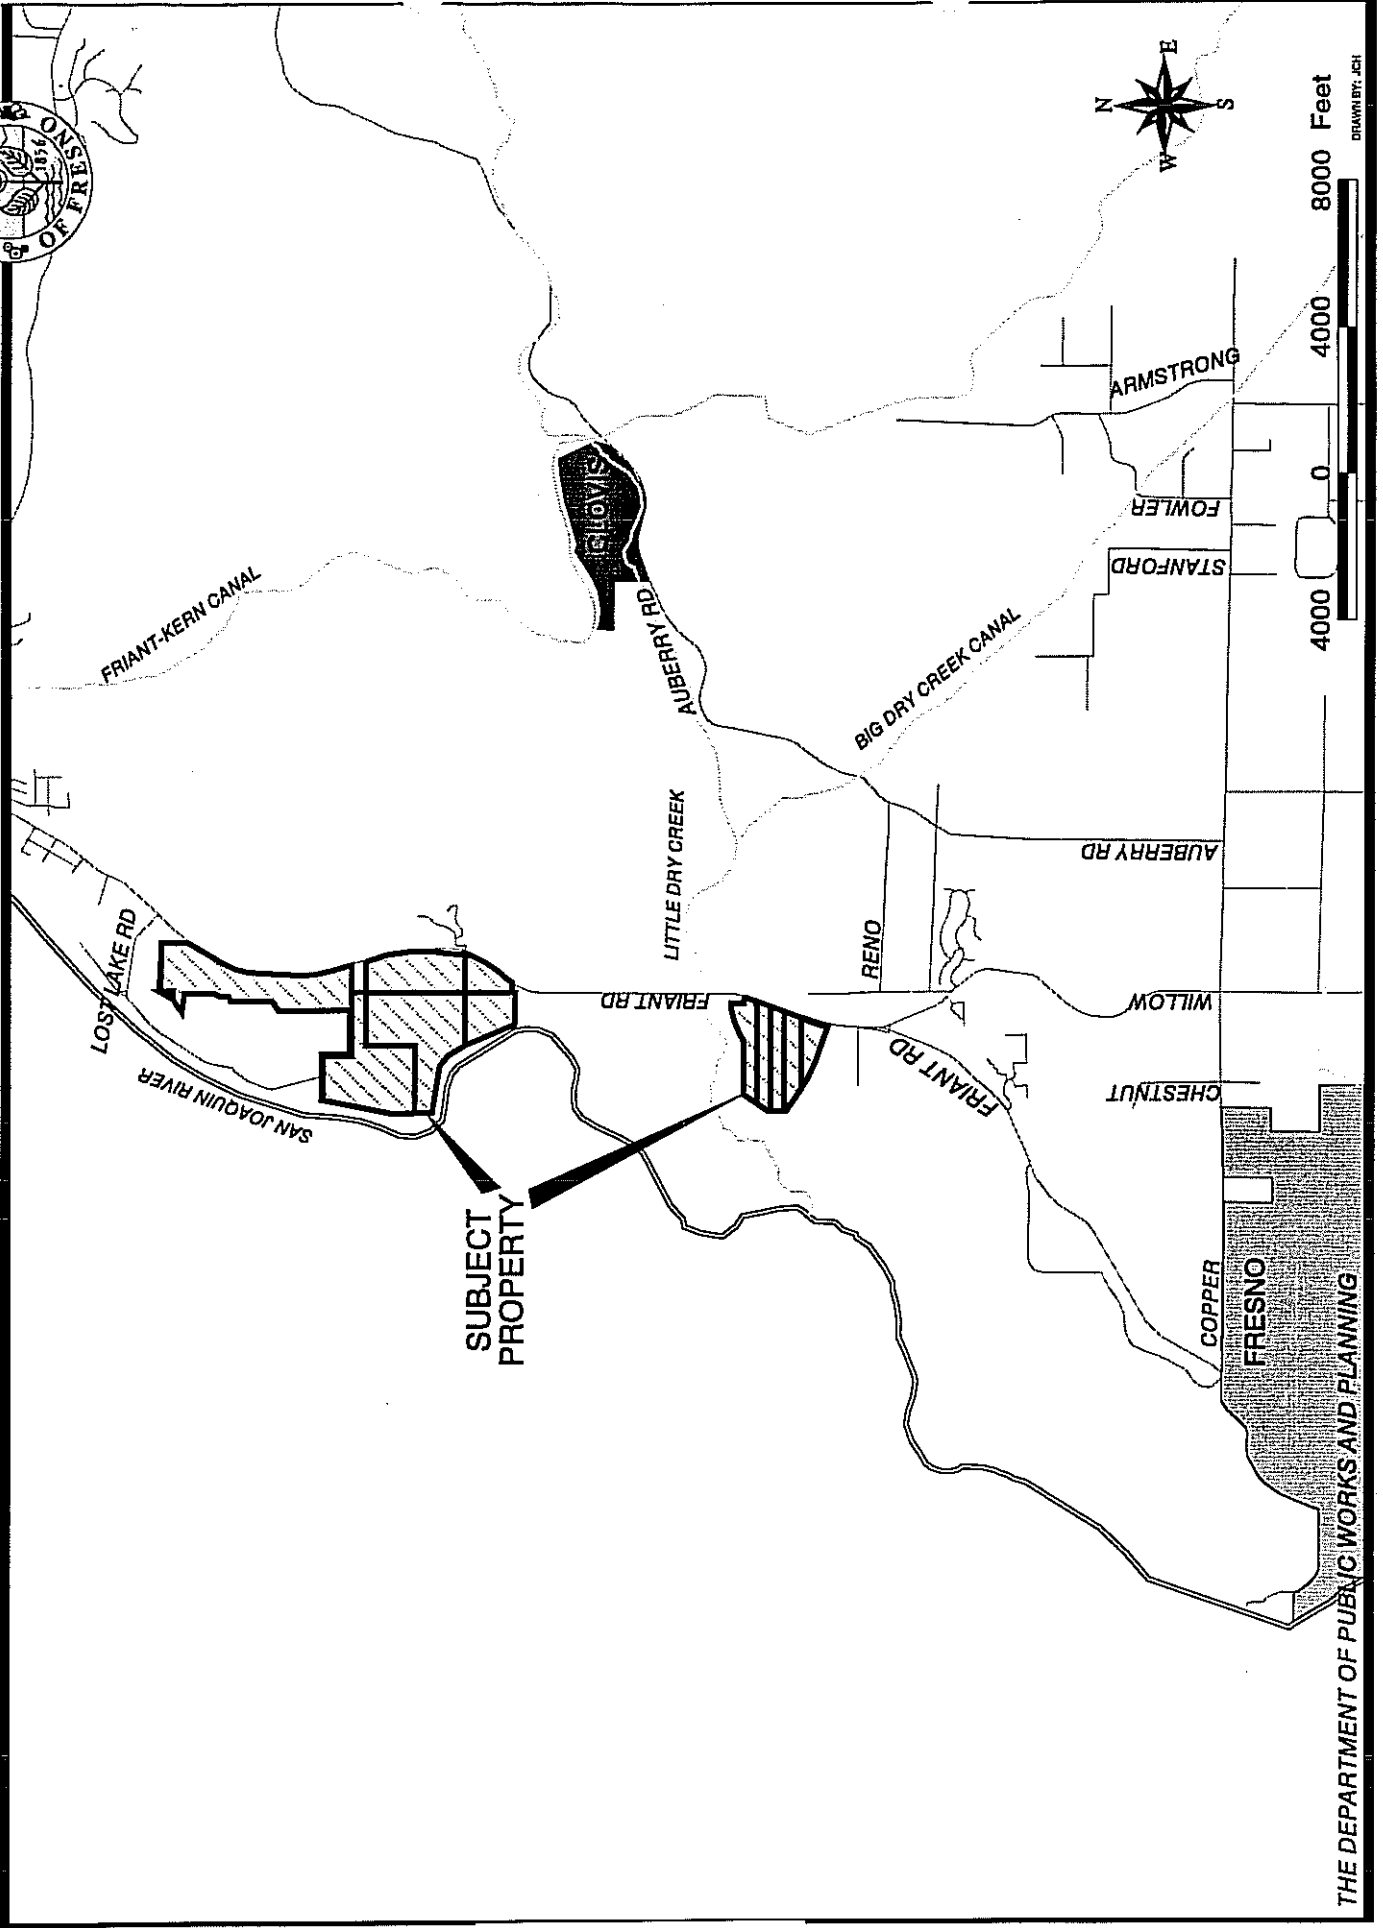 OF FRESNO
1856
FRIANT-KERN CANAL
LOST LAKE RD
SAN JOAQUIN RIVER
CLOVIS
AUBERRY RD
LITTLE DRY CREEK
BIG DRY CREEK CANAL
FRIANT RD
SUBJECT
PROPERTY
RENO
FRIANT RD
AUBERRY RD
WILLOW
CHESTNUT
COPPER
FRESNO
ARMSTRONG
FOWLER
STANFORD
N
W
E
S
4000 0 4000 8000 Feet
DRAWN BY: JCH
THE DEPARTMENT OF PUBLIC WORKS AND PLANNING